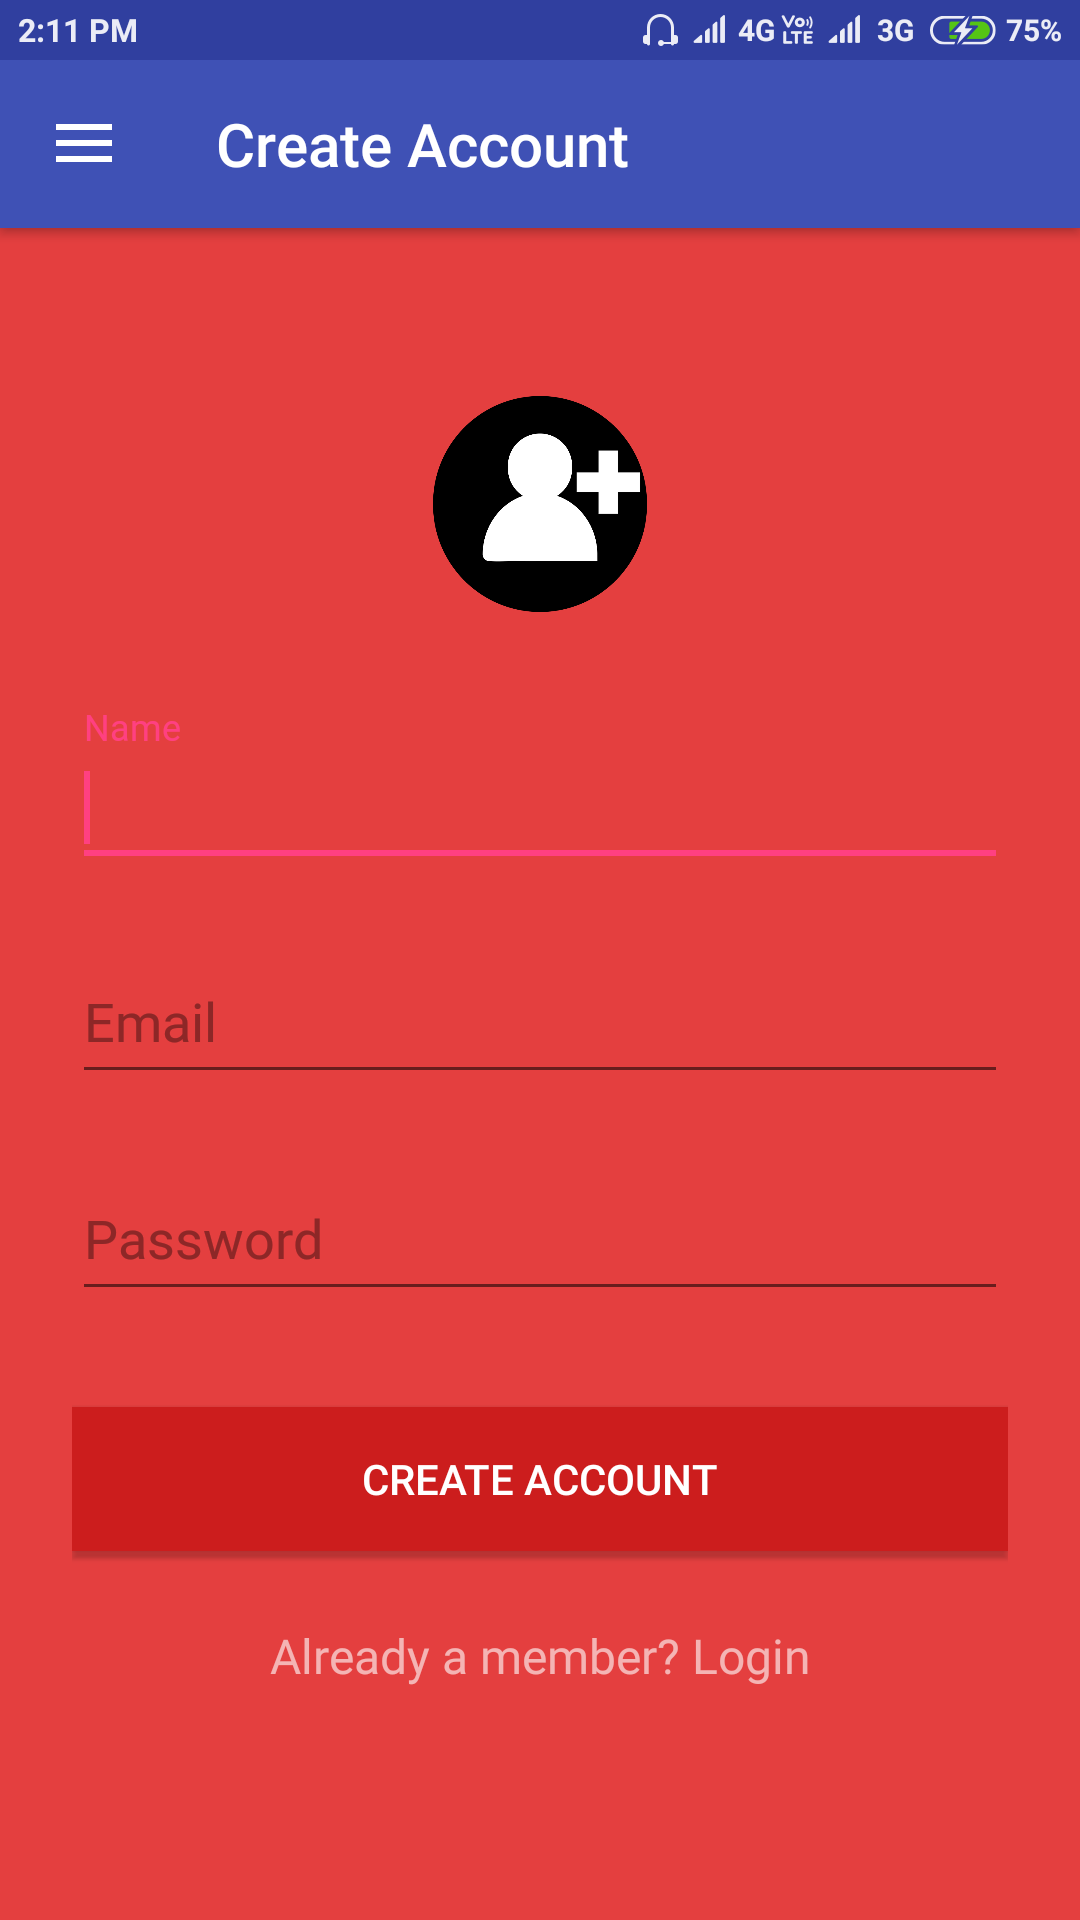 2:11 PM 4G VoLTE 3G 75%
Create Account
Name
Email
Password
CREATE ACCOUNT
Already a member? Login